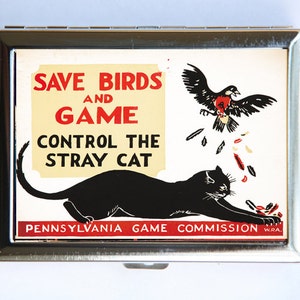 SAVE BIRDS
AND
GAME
CONTROL THE
STRAY CAT
PENNSYLVANIA GAME COMMISSION W.P.A.